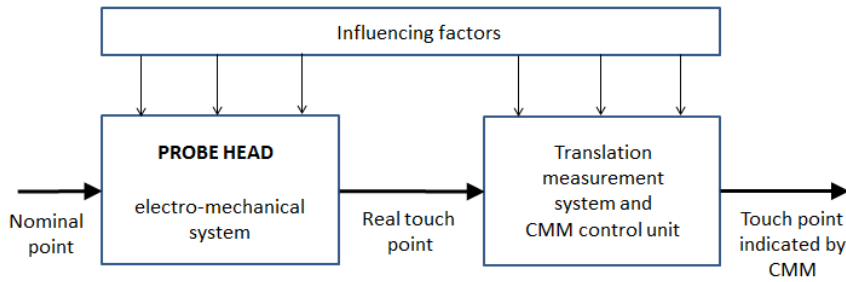 Influencing factors
PROBE HEAD
electro-mechanical
system
Translation
measurement
system and
CMM control unit
Nominal
point
Real touch
point
Touch point
indicated by
CMM